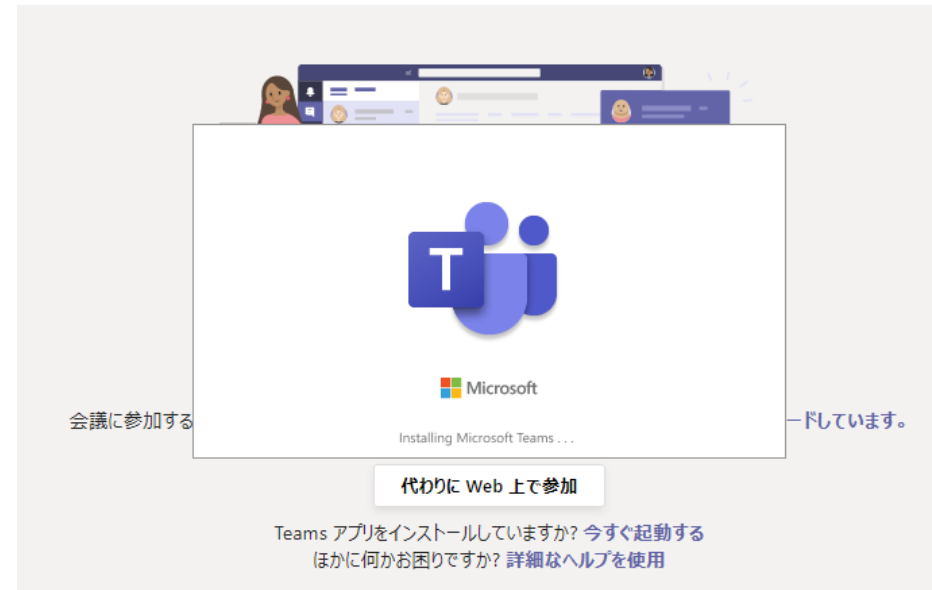 T
Microsoft
会議に参加する
ードしています。
Installing Microsoft Teams . . .
代わりに Web 上で参加
Teams アプリをインストールしていますか? 今すぐ起動する
ほかに何かお困りですか? 詳細なヘルプを使用